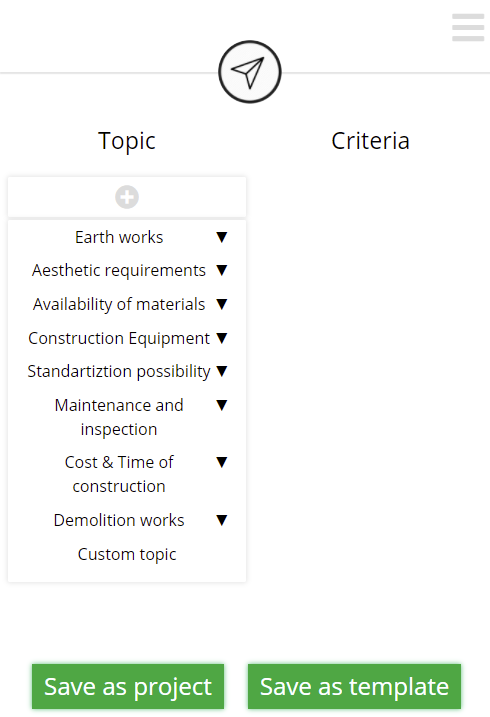 Topic
Criteria
Earth works ▼
Aesthetic requirements ▼
Availability of materials ▼
Construction Equipment ▼
Standartiztion possibility ▼
Maintenance and ▼
inspection
Cost & Time of ▼
construction
Demolition works ▼
Custom topic
Save as project
Save as template